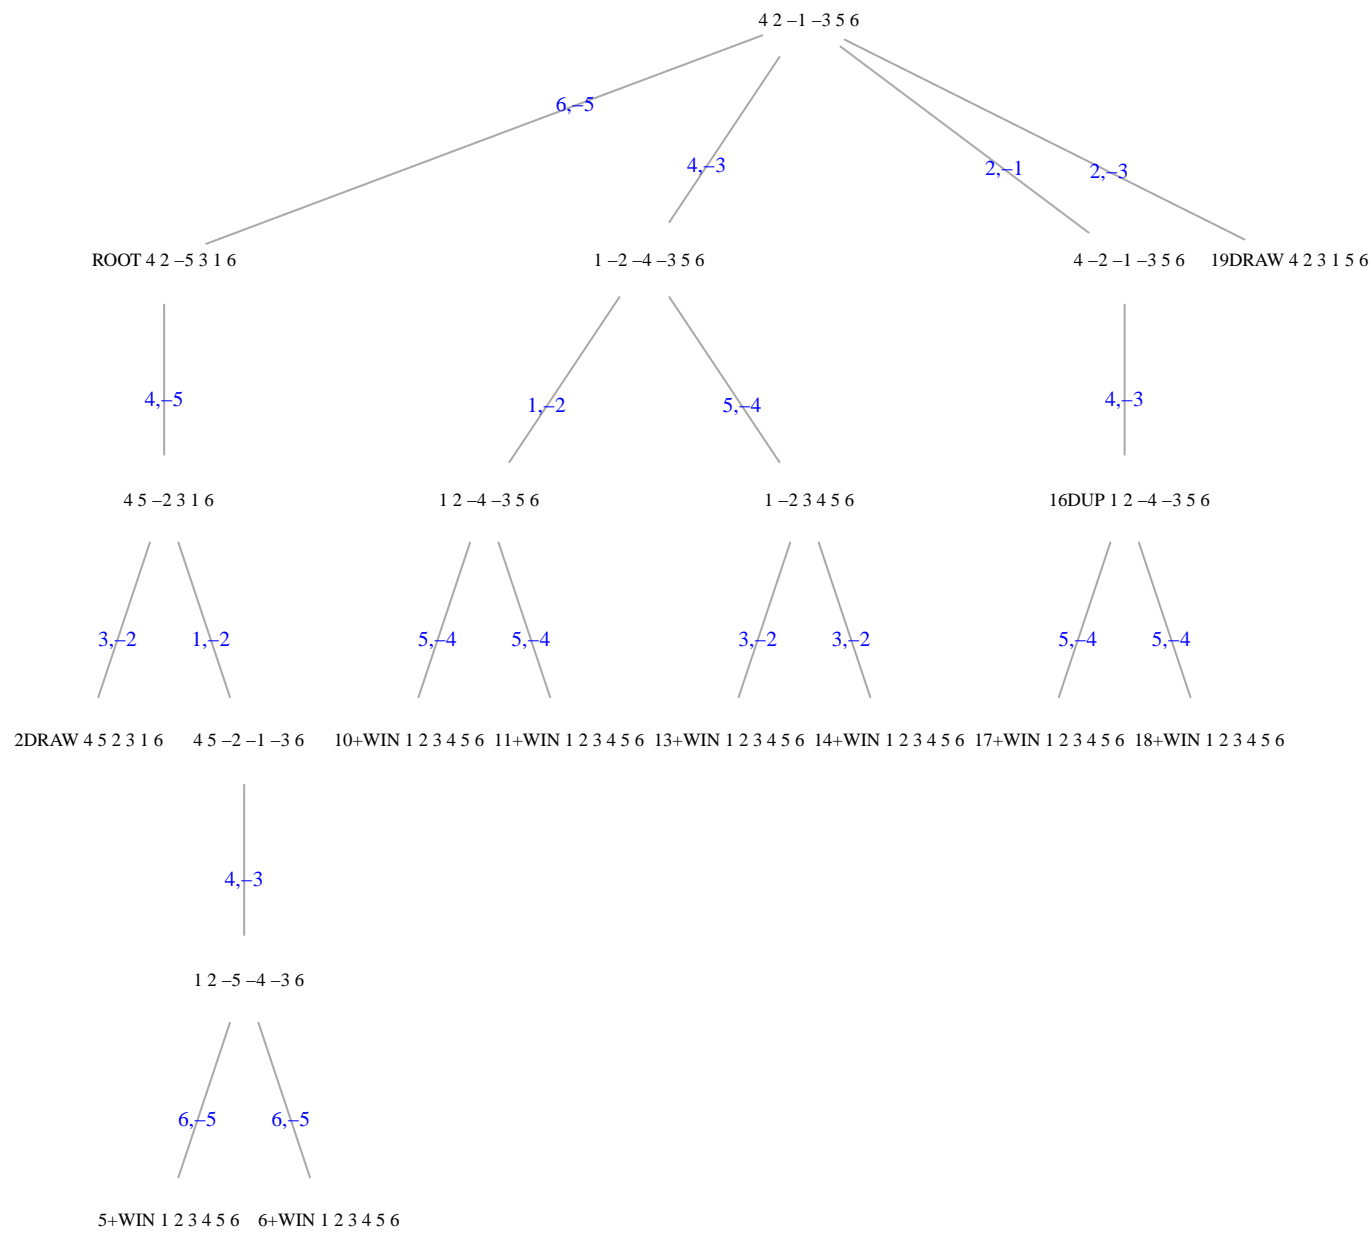 4 2 –1 –3 5 6
6,–5
4,–3
2,–1
2,–3
ROOT 4 2 –5 3 1 6
1 –2 –4 –3 5 6
4 –2 –1 –3 5 6
19DRAW 4 2 3 1 5 6
4,–5
1,–2
5,–4
4,–3
4 5 –2 3 1 6
1 2 –4 –3 5 6
1 –2 3 4 5 6
16DUP 1 2 –4 –3 5 6
3,–2
1,–2
5,–4
5,–4
3,–2
3,–2
5,–4
5,–4
2DRAW 4 5 2 3 1 6
4 5 –2 –1 –3 6
10+WIN 1 2 3 4 5 6
11+WIN 1 2 3 4 5 6
13+WIN 1 2 3 4 5 6
14+WIN 1 2 3 4 5 6
17+WIN 1 2 3 4 5 6
18+WIN 1 2 3 4 5 6
4,–3
1 2 –5 –4 –3 6
6,–5
6,–5
5+WIN 1 2 3 4 5 6
6+WIN 1 2 3 4 5 6